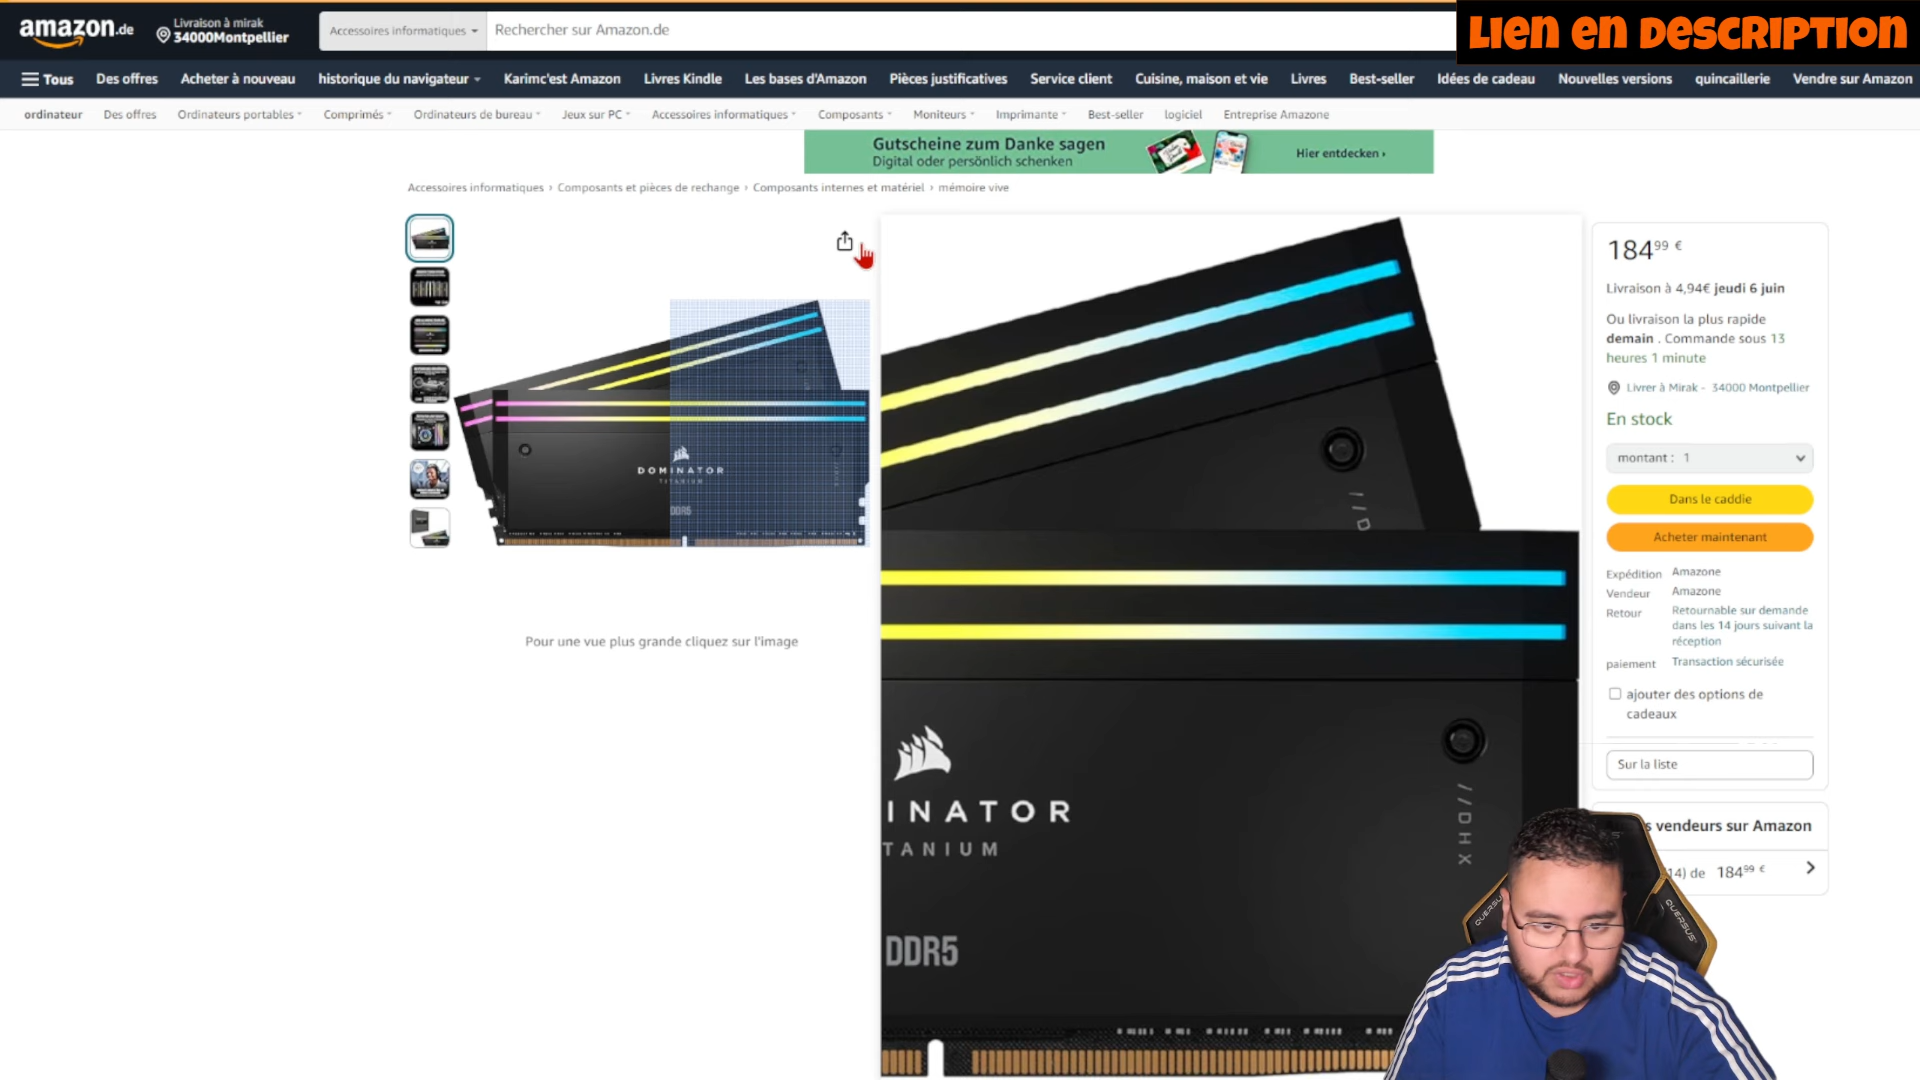 amazon.de
Livraison à mirak
34000Montpellier
Accessoires informatiques
Rechercher sur Amazon.de
Lien en description
Tous
Des offres
Acheter à nouveau
historique du navigateur
Karimc'est Amazon
Livres Kindle
Les bases d'Amazon
Pièces justificatives
Service client
Cuisine, maison et vie
Livres
Best-seller
Idées de cadeau
Nouvelles versions
quincaillerie
Vendre sur Amazon
ordinateur
Des offres
Ordinateurs portables
Comprimés
Ordinateurs de bureau
Jeux sur PC
Accessoires informatiques
Composants
Moniteurs
Imprimante
Best-seller
logiciel
Entreprise Amazone
Gutscheine zum Danke sagen
Digital oder persönlich schenken
Hier entdecken ›
Accessoires informatiques › Composants et pièces de rechange › Composants internes et matériel › mémoire vive
DOMINATOR
TITANIUM
DDR5
Pour une vue plus grande cliquez sur l'image
INATOR
TANIUM
DDR5
//DHX
184⁹⁹ €
Livraison à 4,94€ jeudi 6 juin
Ou livraison la plus rapide
demain . Commande sous 13
heures 1 minute
Livrer à Mirak - 34000 Montpellier
En stock
montant : 1
Dans le caddie
Acheter maintenant
Expédition Amazone
Vendeur Amazone
Retour Retournable sur demande
dans les 14 jours suivant la
réception
paiement Transaction sécurisée
ajouter des options de
cadeaux
Sur la liste
s vendeurs sur Amazon
14) de 184⁹⁹ €
QUERSUS
QUERSUS